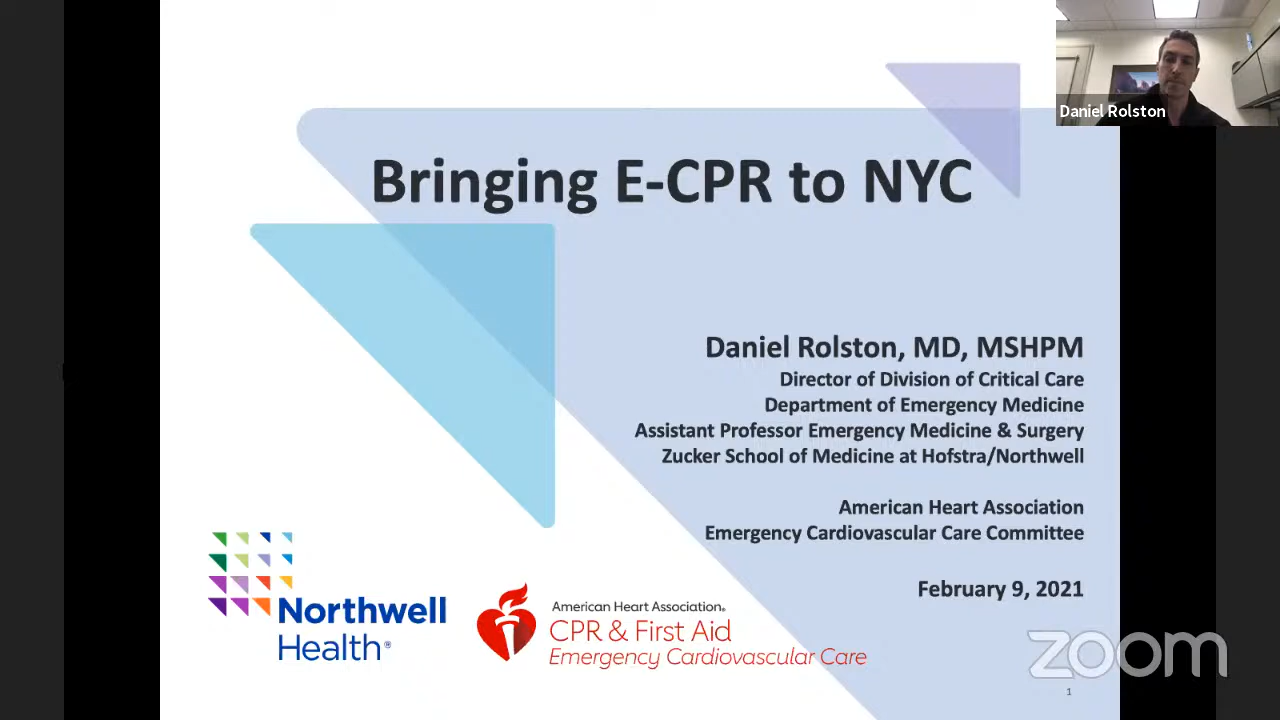 Daniel Rolston
Bringing E-CPR to NYC
Daniel Rolston, MD, MSHPM
Director of Division of Critical Care
Department of Emergency Medicine
Assistant Professor Emergency Medicine & Surgery
Zucker School of Medicine at Hofstra/Northwell
American Heart Association
Emergency Cardiovascular Care Committee
February 9, 2021
Northwell
Health®
American Heart Association®
CPR & First Aid
Emergency Cardiovascular Care
zoom
1